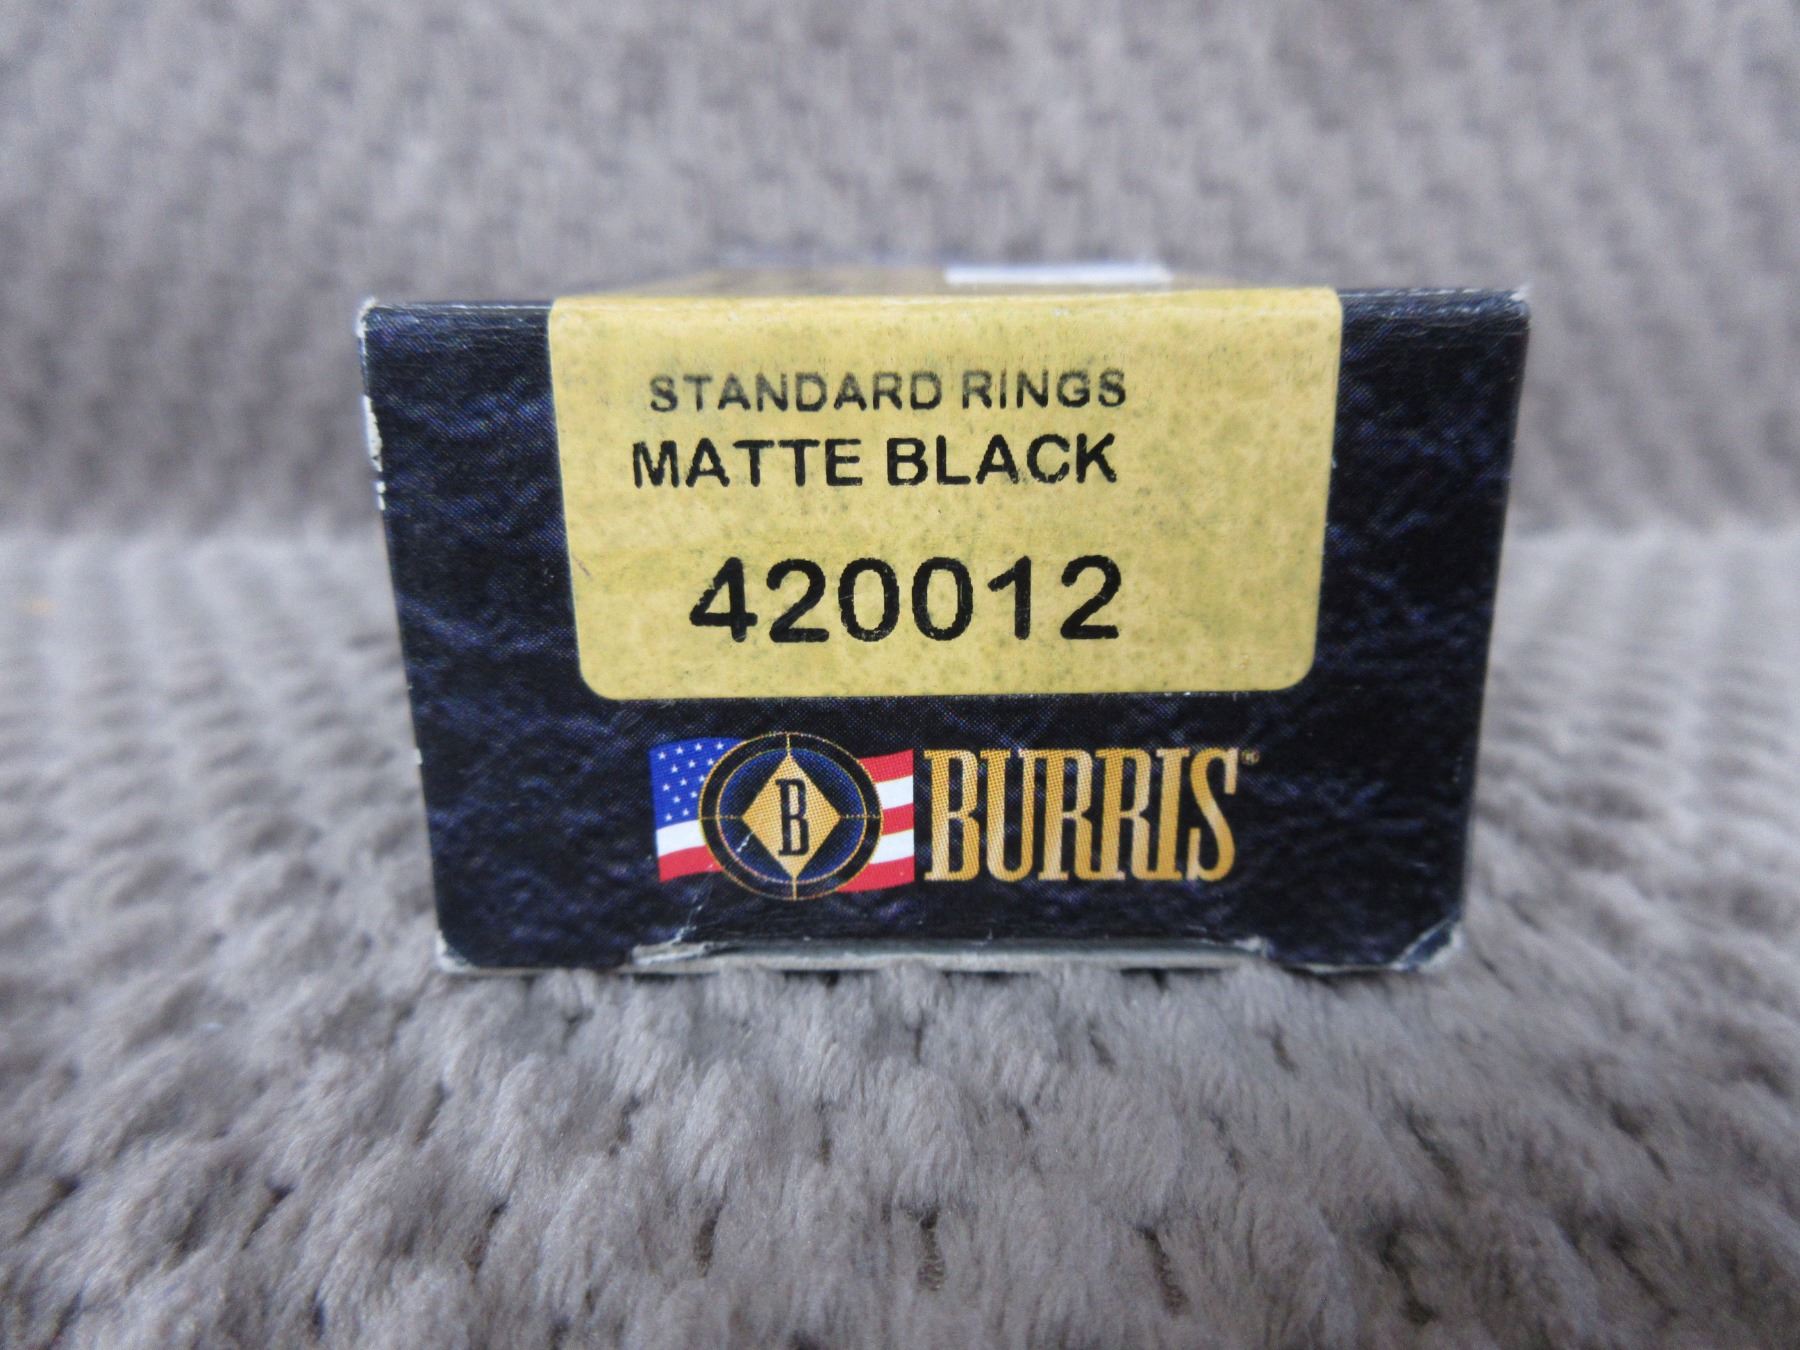 STANDARD RINGS
MATTE BLACK
420012
B BURRIS®